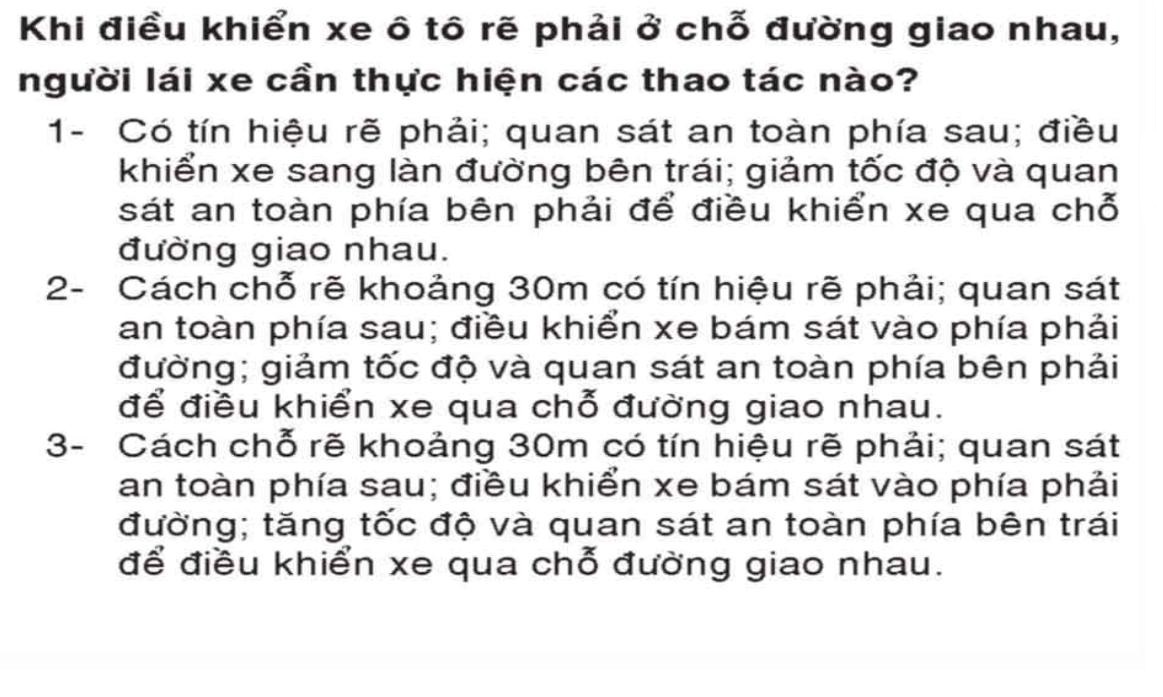 Khi điều khiển xe ô tô rẽ phải ở chỗ đường giao nhau,
người lái xe cần thực hiện các thao tác nào?
1- Có tín hiệu rẽ phải; quan sát an toàn phía sau; điều
khiển xe sang làn đường bên trái; giảm tốc độ và quan
sát an toàn phía bên phải để điều khiển xe qua chỗ
đường giao nhau.
2- Cách chỗ rẽ khoảng 30m có tín hiệu rẽ phải; quan sát
an toàn phía sau; điều khiển xe bám sát vào phía phải
đường; giảm tốc độ và quan sát an toàn phía bên phải
để điều khiển xe qua chỗ đường giao nhau.
3- Cách chỗ rẽ khoảng 30m có tín hiệu rẽ phải; quan sát
an toàn phía sau; điều khiển xe bám sát vào phía phải
đường; tăng tốc độ và quan sát an toàn phía bên trái
để điều khiển xe qua chỗ đường giao nhau.